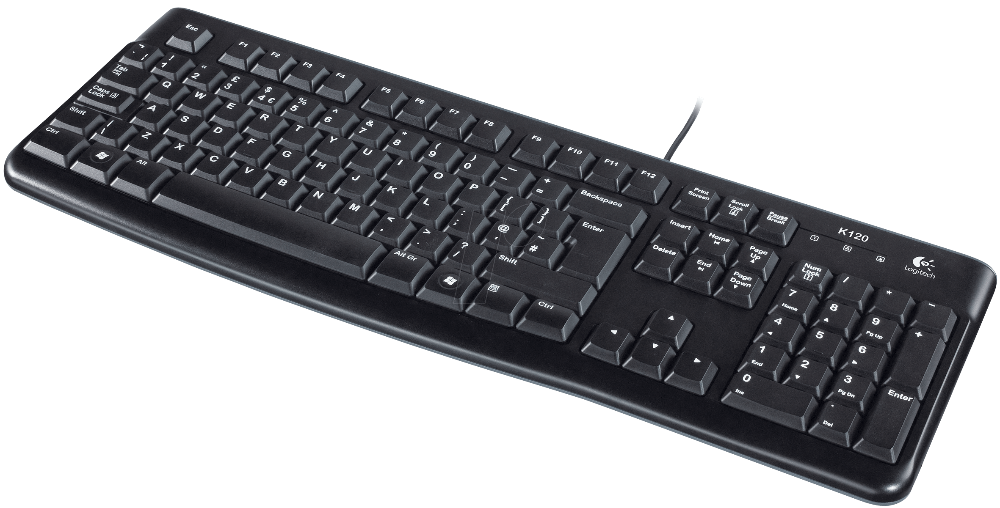 Esc
F1 F2 F3 F4
F5 F6 F7 F8
F9 F10 F11 F12
Print
Screen
Scroll
Lock
Pause
Break
K120
1 A
Logitech
¬
` ¦
!
1
"
2
£
3
$
4 €
%
5
^
6
&
7
*
8
(
9
)
0
_
-
+
=
Backspace
Insert
Home
Page
Up
Num
Lock
1
/
*
-
Tab
Q W E R T Y U I O P
{
[
}
]
Enter
Delete
End
Page
Down
7
Home
8
9
Pg Up
+
Caps
Lock A
A S D F G H J K L
:
;
@
'
~
#
4
5
6
Shift
|
\
Z X C V B N M
<
,
>
.
?
/
Shift
1
End
2
3
Pg Dn
Enter
Ctrl
Alt
Alt Gr
Ctrl
0
Ins
.
Del